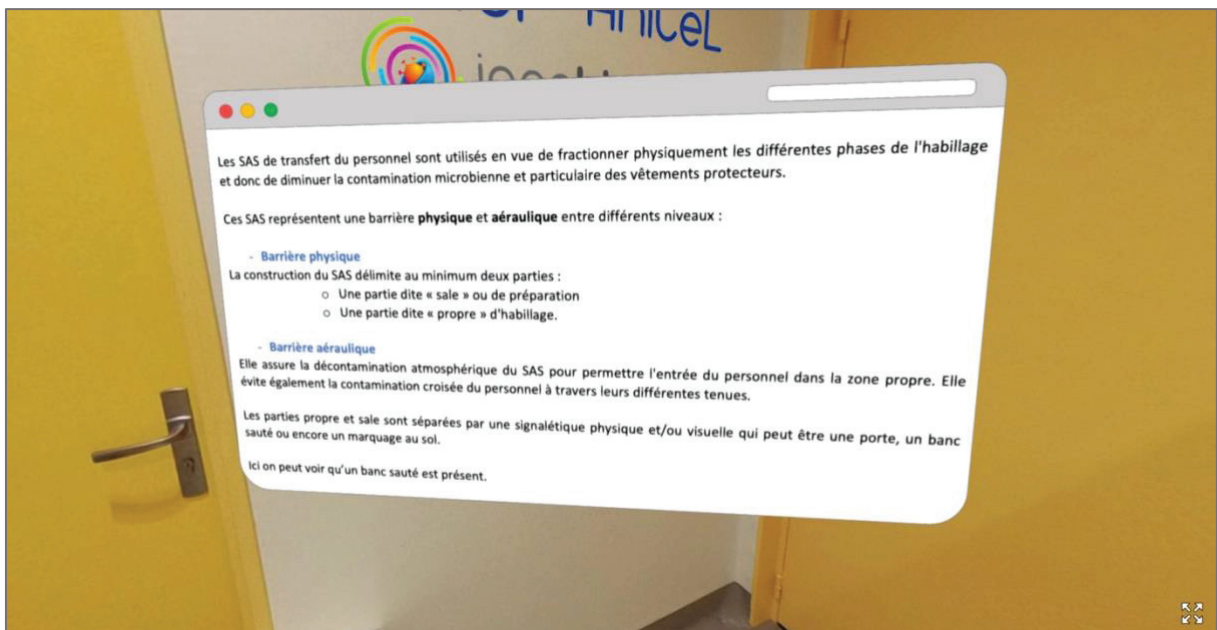 Les SAS de transfert du personnel sont utilisés en vue de fractionner physiquement les différentes phases de l'habillage
et donc de diminuer la contamination microbienne et particulaire des vêtements protecteurs.
Ces SAS représentent une barrière physique et aéraulique entre différents niveaux :
- Barrière physique
La construction du SAS délimite au minimum deux parties :
o Une partie dite « sale » ou de préparation
o Une partie dite « propre » d'habillage.
- Barrière aéraulique
Elle assure la décontamination atmosphérique du SAS pour permettre l'entrée du personnel dans la zone propre. Elle
évite également la contamination croisée du personnel à travers leurs différentes tenues.
Les parties propre et sale sont séparées par une signalétique physique et/ou visuelle qui peut être une porte, un banc
sauté ou encore un marquage au sol.
Ici on peut voir qu'un banc sauté est présent.